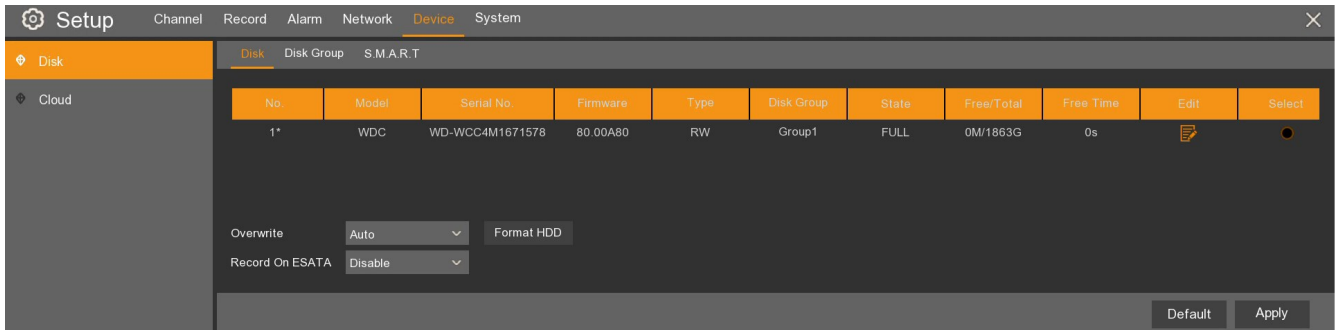 Setup Channel Record Alarm Network Device System
Disk Disk Group S.M.A.R.T
Disk
Cloud
No. Model Serial No. Firmware Type Disk Group State Free/Total Free Time Edit Select
1* WDC WD-WCC4M1671578 80.00A80 RW Group1 FULL 0M/1863G 0s
Overwrite Auto Format HDD
Record On ESATA Disable
Default Apply